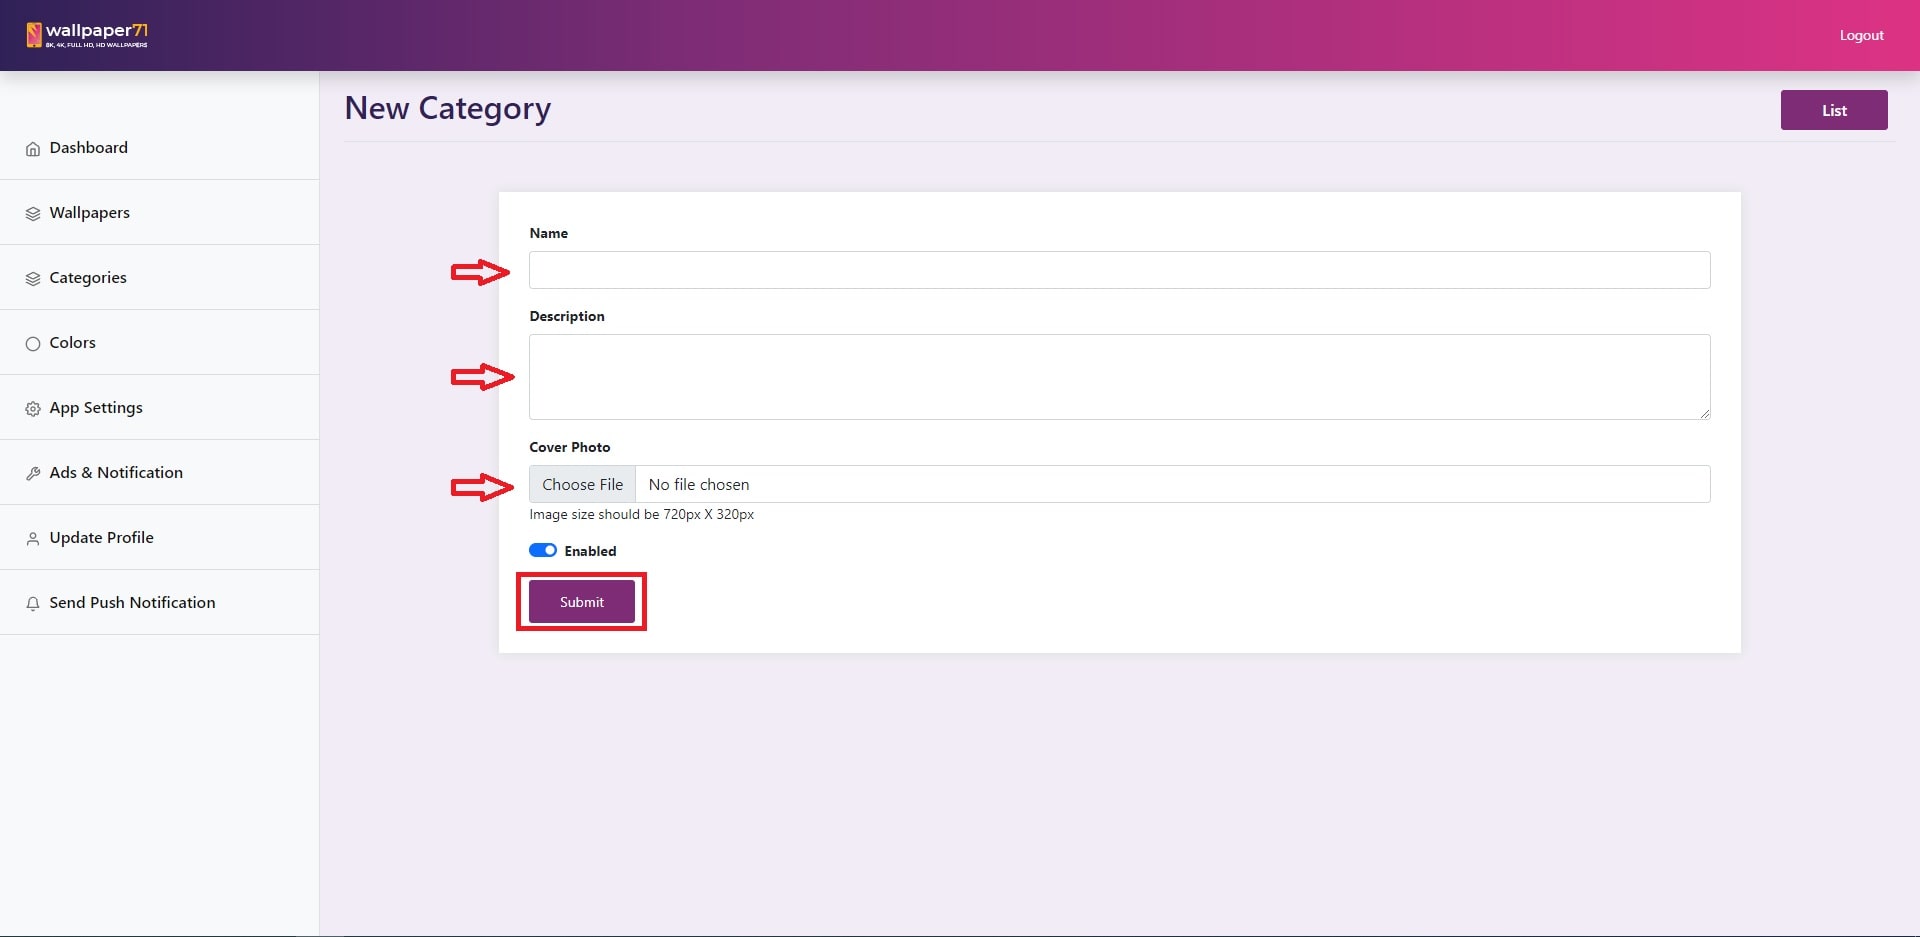 wallpaper71
8K, 4K, FULL HD, HD WALLPAPERS
Logout
Dashboard
Wallpapers
Categories
Colors
App Settings
Ads & Notification
Update Profile
Send Push Notification
New Category
List
Name
Description
Cover Photo
Choose File No file chosen
Image size should be 720px X 320px
Enabled
Submit